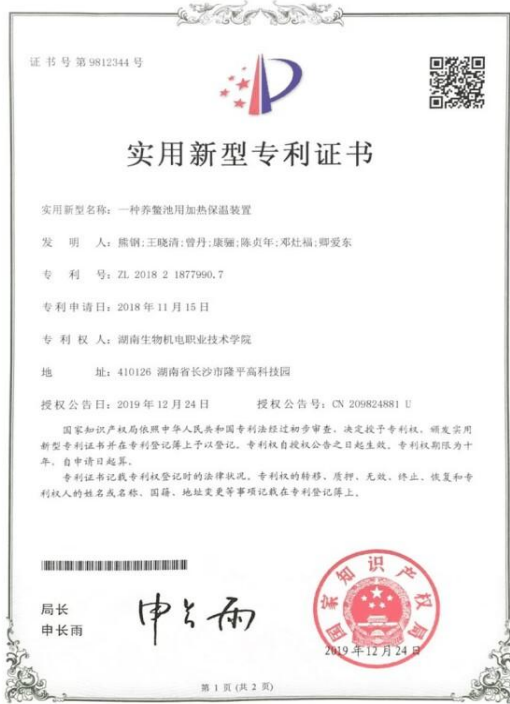 证书号第9812344号
实用新型专利证书
实用新型名称：一种养鳖池用加热保温装置
发 明 人：熊钢;王晓清;曾丹;康骊;陈贞年;邓灶福;卿爱东
专 利 号：ZL 2018 2 1877990.7
专利申请日：2018年11月15日
专 利 权 人：湖南生物机电职业技术学院
地 址：410126 湖南省长沙市隆平高科技园
授权公告日：2019年12月24日 授权公告号：CN 209824881 U
国家知识产权局依照中华人民共和国专利法经过初步审查，决定授予专利权，颁发实用
新型专利证书并在专利登记簿上予以登记。专利权自授权公告之日起生效。专利权期限为十
年，自申请日起算。
专利证书记载专利权登记时的法律状况。专利权的转移、质押、无效、终止、恢复和专
利权人的姓名或名称、国籍、地址变更等事项记载在专利登记簿上。
局长
申长雨
申长雨
国家知识产权局
2019年12月24日
第 1 页 (共 2 页)